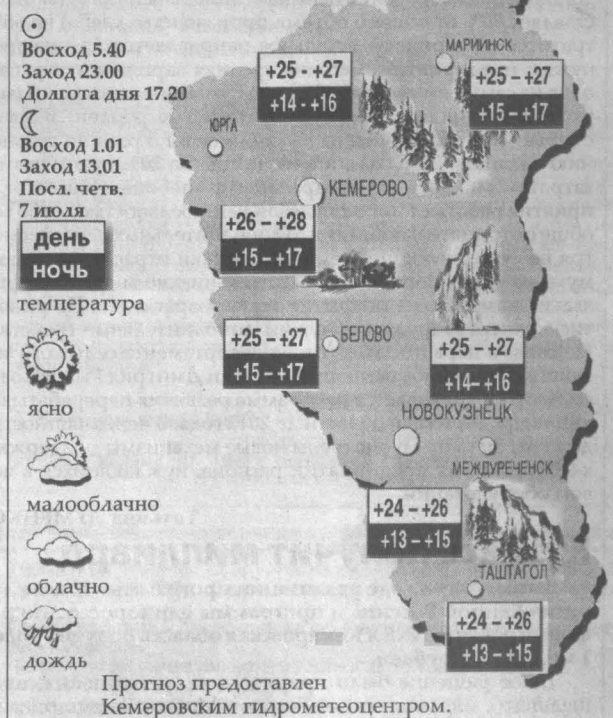 Восход 5.40
Заход 23.00
Долгота дня 17.20
Восход 1.01
Заход 13.01
Посл. четв.
7 июля
день
ночь
температура
ясно
малооблачно
облачно
дождь
МАРИИНСК
+25 - +27
+14 - +16
+25 - +27
+15 - +17
ЮРГА
КЕМЕРОВО
+26 - +28
+15 - +17
БЕЛОВО
+25 - +27
+15 - +17
+25 - +27
+14- +16
НОВОКУЗНЕЦК
МЕЖДУРЕЧЕНСК
+24 - +26
+13 - +15
ТАШТАГОЛ
+24 - +26
+13 - +15
Прогноз предоставлен
Кемеровским гидрометеоцентром.